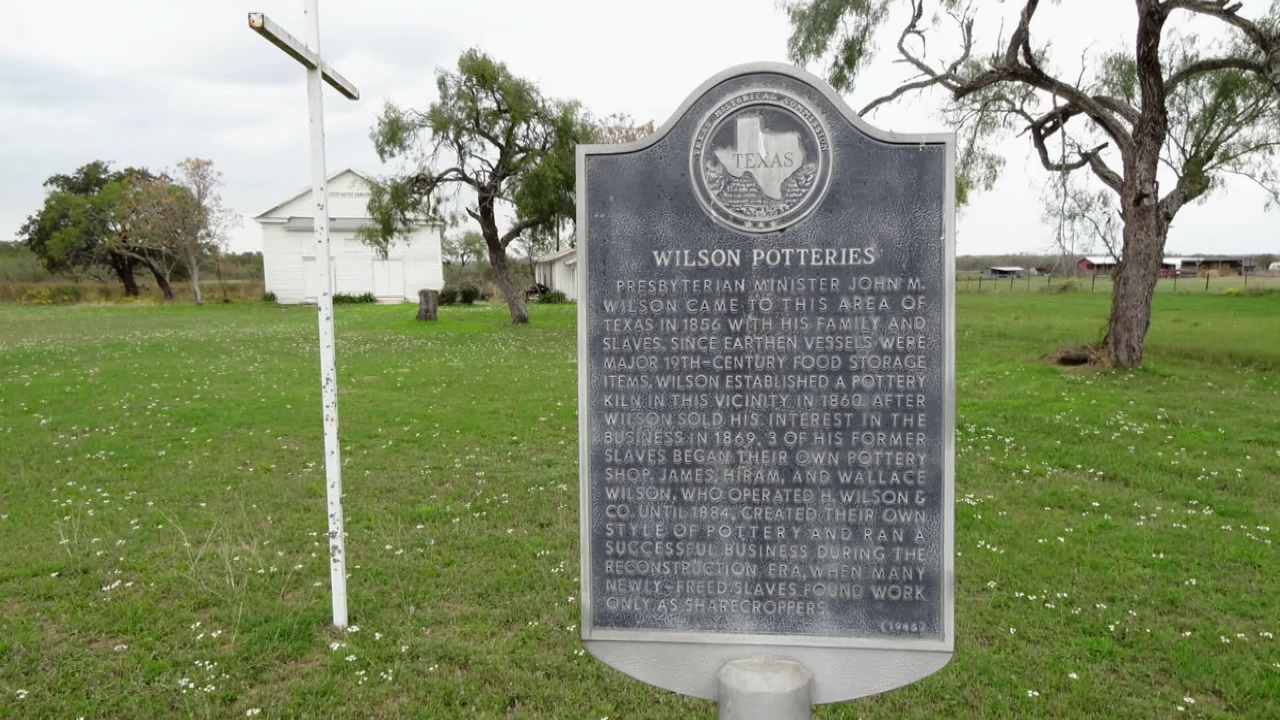 TEXAS HISTORICAL COMMISSION
TEXAS
WILSON POTTERIES
PRESBYTERIAN MINISTER JOHN M.
WILSON CAME TO THIS AREA OF
TEXAS IN 1856 WITH HIS FAMILY AND
SLAVES. SINCE EARTHEN VESSELS WERE
MAJOR 19TH-CENTURY FOOD STORAGE
ITEMS, WILSON ESTABLISHED A POTTERY
KILN IN THIS VICINITY IN 1860. AFTER
WILSON SOLD HIS INTEREST IN THE
BUSINESS IN 1869, 3 OF HIS FORMER
SLAVES BEGAN THEIR OWN POTTERY
SHOP. JAMES, HIRAM, AND WALLACE
WILSON, WHO OPERATED H. WILSON &
CO. UNTIL 1884, CREATED THEIR OWN
STYLE OF POTTERY AND RAN A
SUCCESSFUL BUSINESS DURING THE
RECONSTRUCTION ERA, WHEN MANY
NEWLY-FREED SLAVES FOUND WORK
ONLY AS SHARECROPPERS.
(1985)